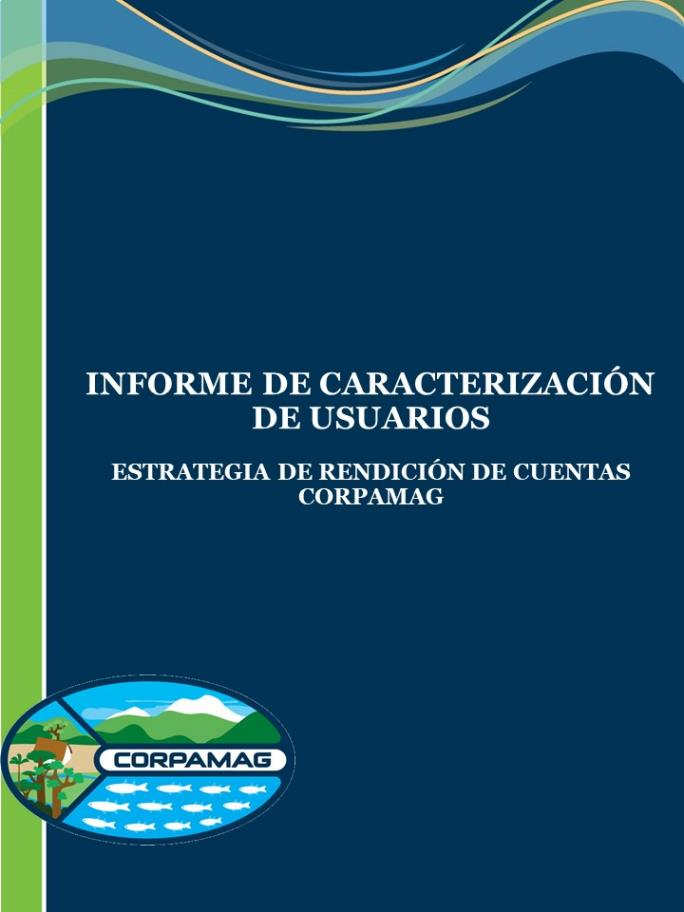 INFORME DE CARACTERIZACIÓN
DE USUARIOS
ESTRATEGIA DE RENDICIÓN DE CUENTAS
CORPAMAG
CORPAMAG